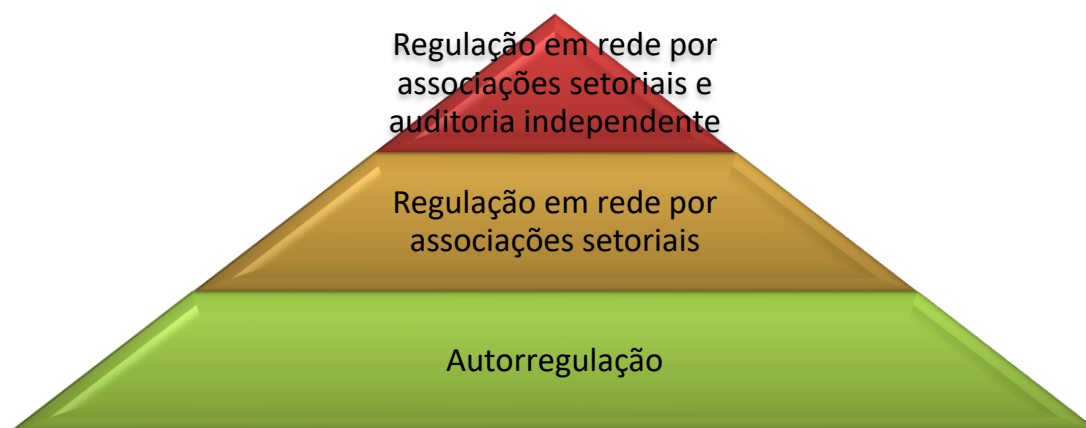 Regulação em rede por
associações setoriais e
auditoria independente
Regulação em rede por
associações setoriais
Autorregulação